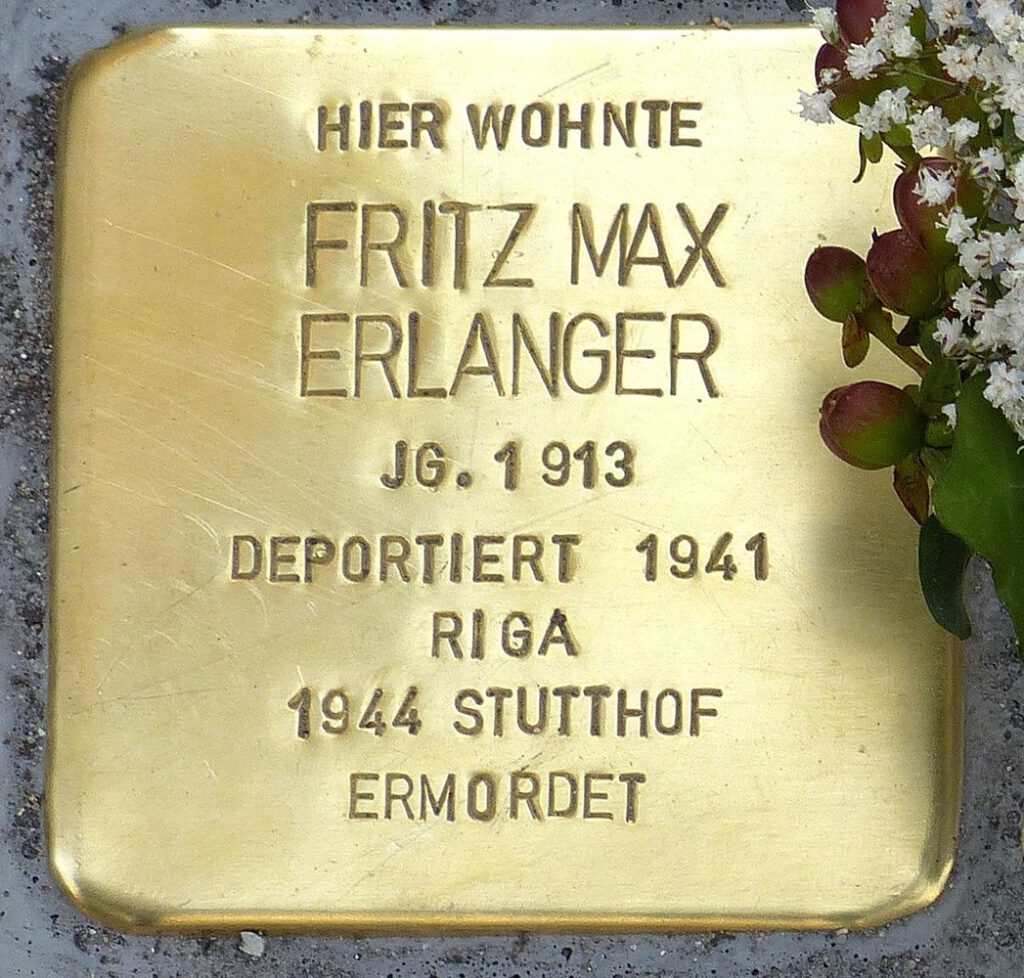 HIER WOHNTE
FRITZ MAX
ERLANGER
JG. 1913
DEPORTIERT 1941
RIGA
1944 STUTTHOF
ERMORDET